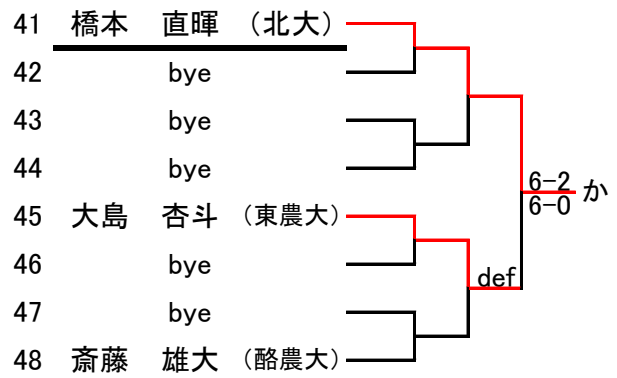 41 橋本 直暉 (北大)
42 bye
43 bye
44 bye
6-2
6-0 か
45 大島 杏斗 (東農大)
46 bye
def
47 bye
48 斎藤 雄大 (酪農大)